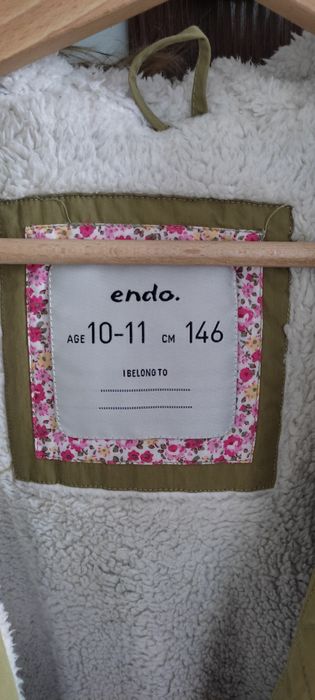 endo.
AGE 10-11 CM 146
I BELONG TO